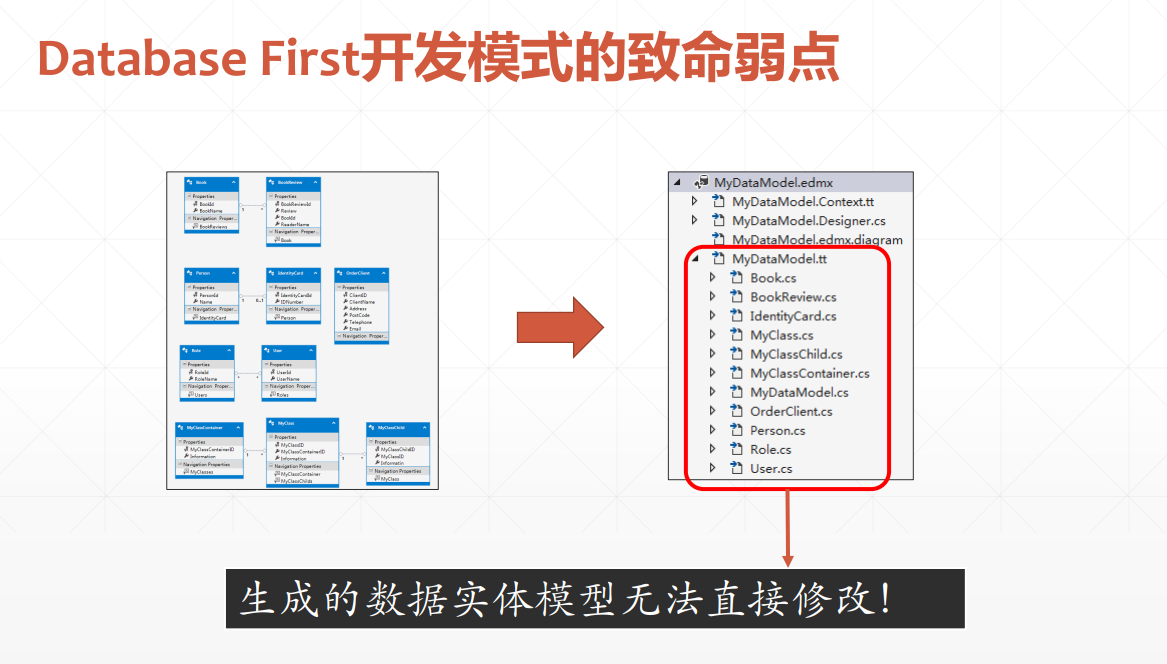 Database First开发模式的致命弱点
Book
Properties
BookId
BookName
Navigation Proper...
BookReviews
1
*
BookReview
Properties
BookReviewId
Review
BookId
ReaderName
Navigation Proper...
Book
Person
Properties
PersonId
Name
Navigation Proper...
IdentityCard
1
0..1
IdentityCard
Properties
IdentityCardId
IDNumber
Navigation Proper...
Person
OrderClient
Properties
ClientID
ClientName
Address
PostCode
Telephone
Email
Navigation Proper...
Role
Properties
RoleId
RoleName
Navigation Proper...
Users
*
*
User
Properties
UserId
UserName
Navigation Proper...
Roles
MyClassContainer
Properties
MyClassContainerID
Information
Navigation Properties
MyClasses
1
*
MyClass
Properties
MyClassID
MyClassContainerID
Information
Navigation Properties
MyClassContainer
MyClassChilds
1
*
MyClassChild
Properties
MyClassChildID
MyClassID
Informatin
Navigation Properties
MyClass
MyDataModel.edmx
MyDataModel.Context.tt
MyDataModel.Designer.cs
MyDataModel.edmx.diagram
MyDataModel.tt
Book.cs
BookReview.cs
IdentityCard.cs
MyClass.cs
MyClassChild.cs
MyClassContainer.cs
MyDataModel.cs
OrderClient.cs
Person.cs
Role.cs
User.cs
生成的数据实体模型无法直接修改!